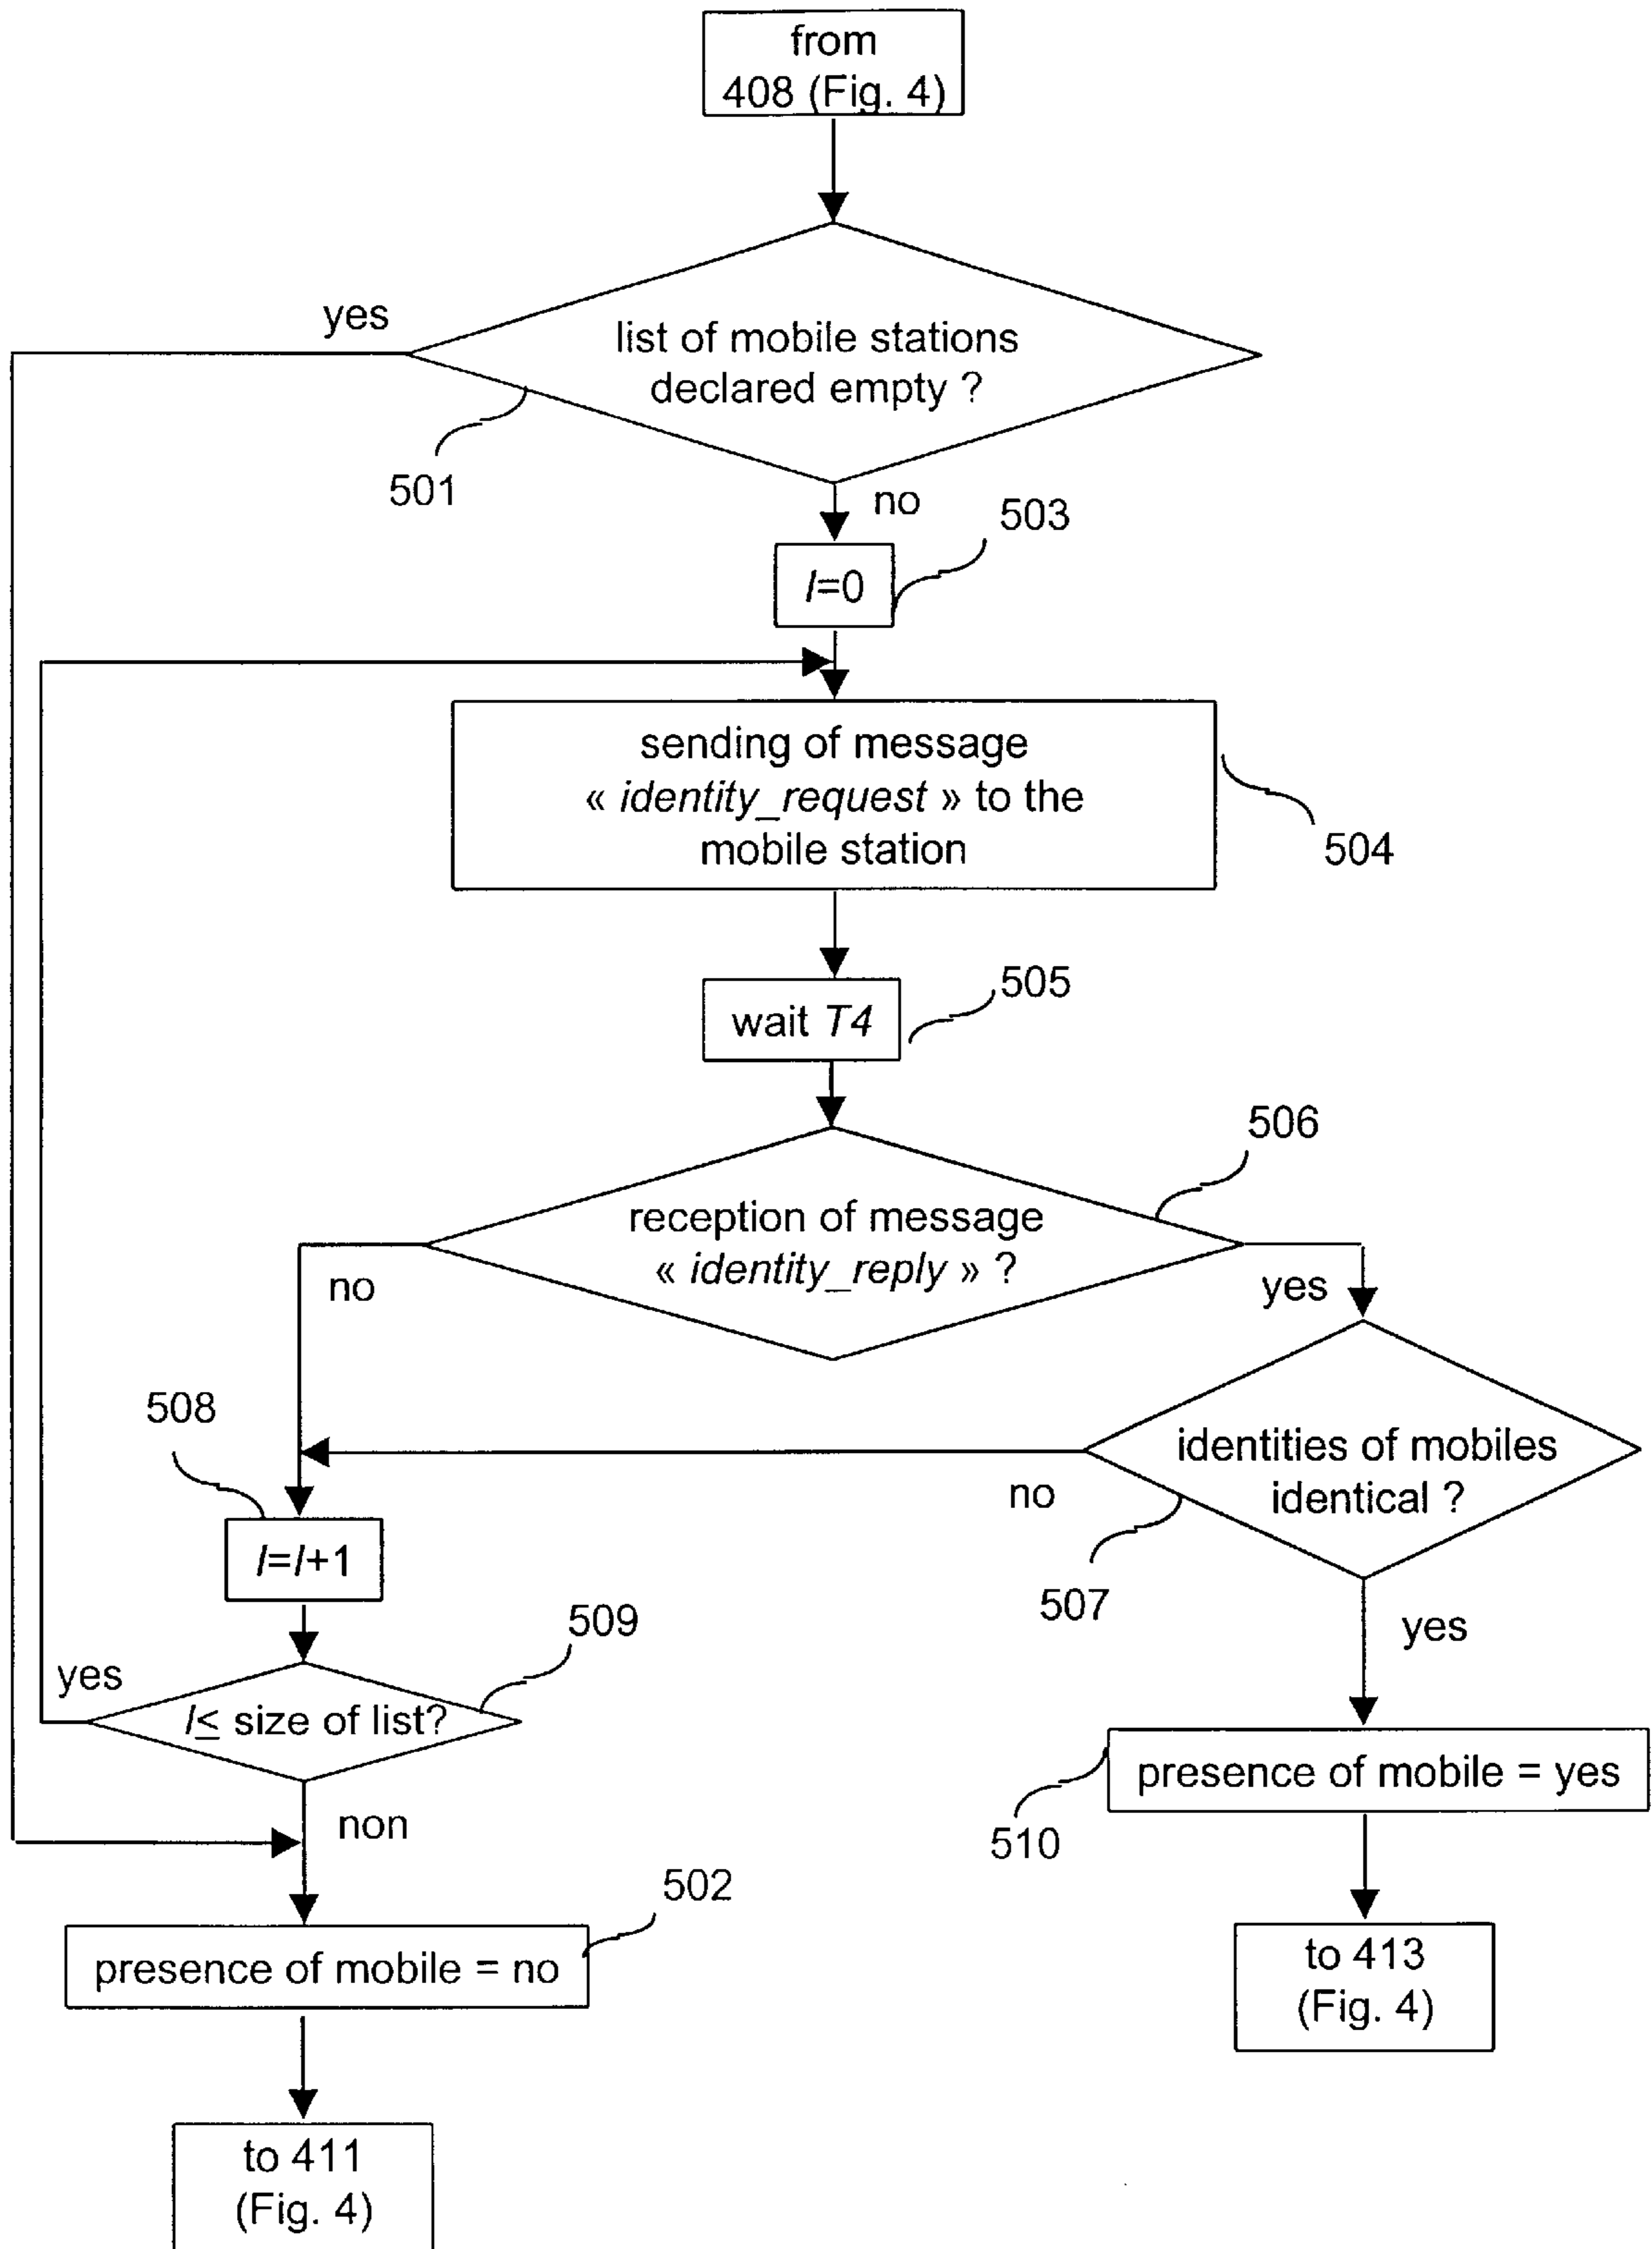 from
408 (Fig. 4)
yes
list of mobile stations
declared empty ?
501
no
503
I=0
sending of message
« identity_request » to the
mobile station
504
505
wait T4
506
reception of message
« identity_reply » ?
no
yes
508
identities of mobiles
identical ?
no
507
I=I+1
509
yes
yes
I≤ size of list?
presence of mobile = yes
non
510
502
presence of mobile = no
to 413
(Fig. 4)
to 411
(Fig. 4)